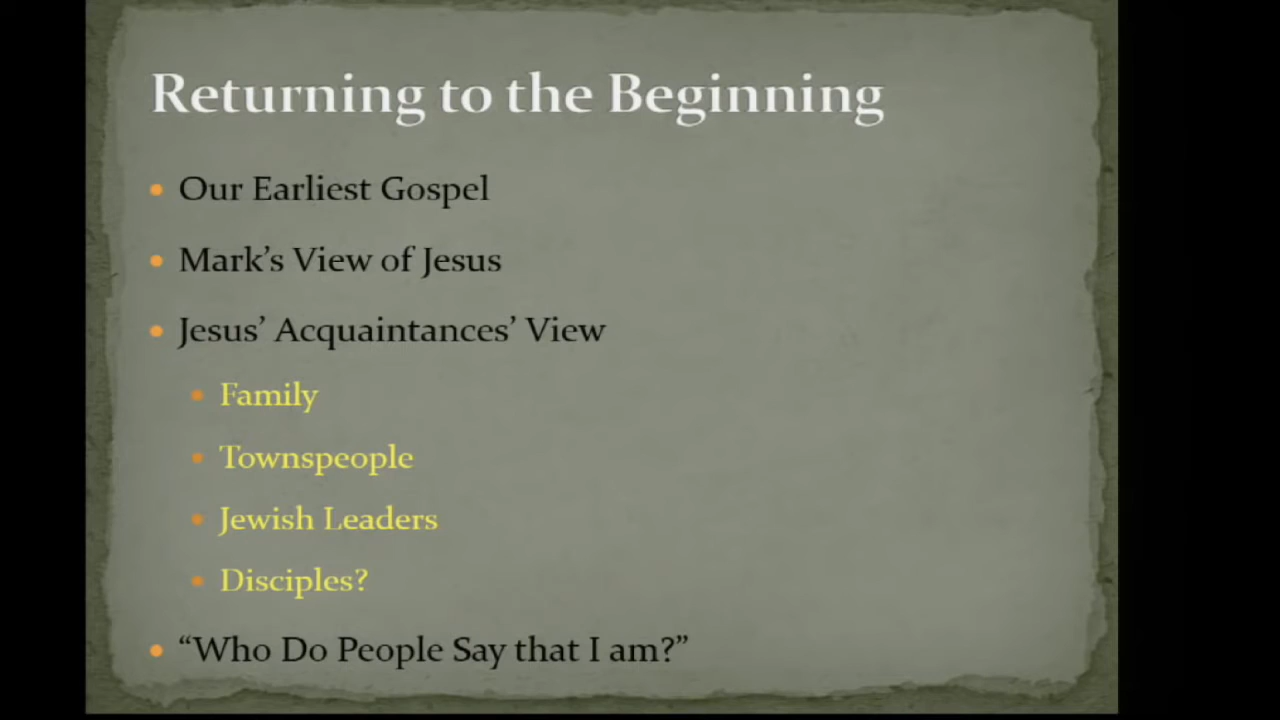 Returning to the Beginning
• Our Earliest Gospel
• Mark’s View of Jesus
• Jesus’ Acquaintances’ View
• Family
• Townspeople
• Jewish Leaders
• Disciples?
• “Who Do People Say that I am?”